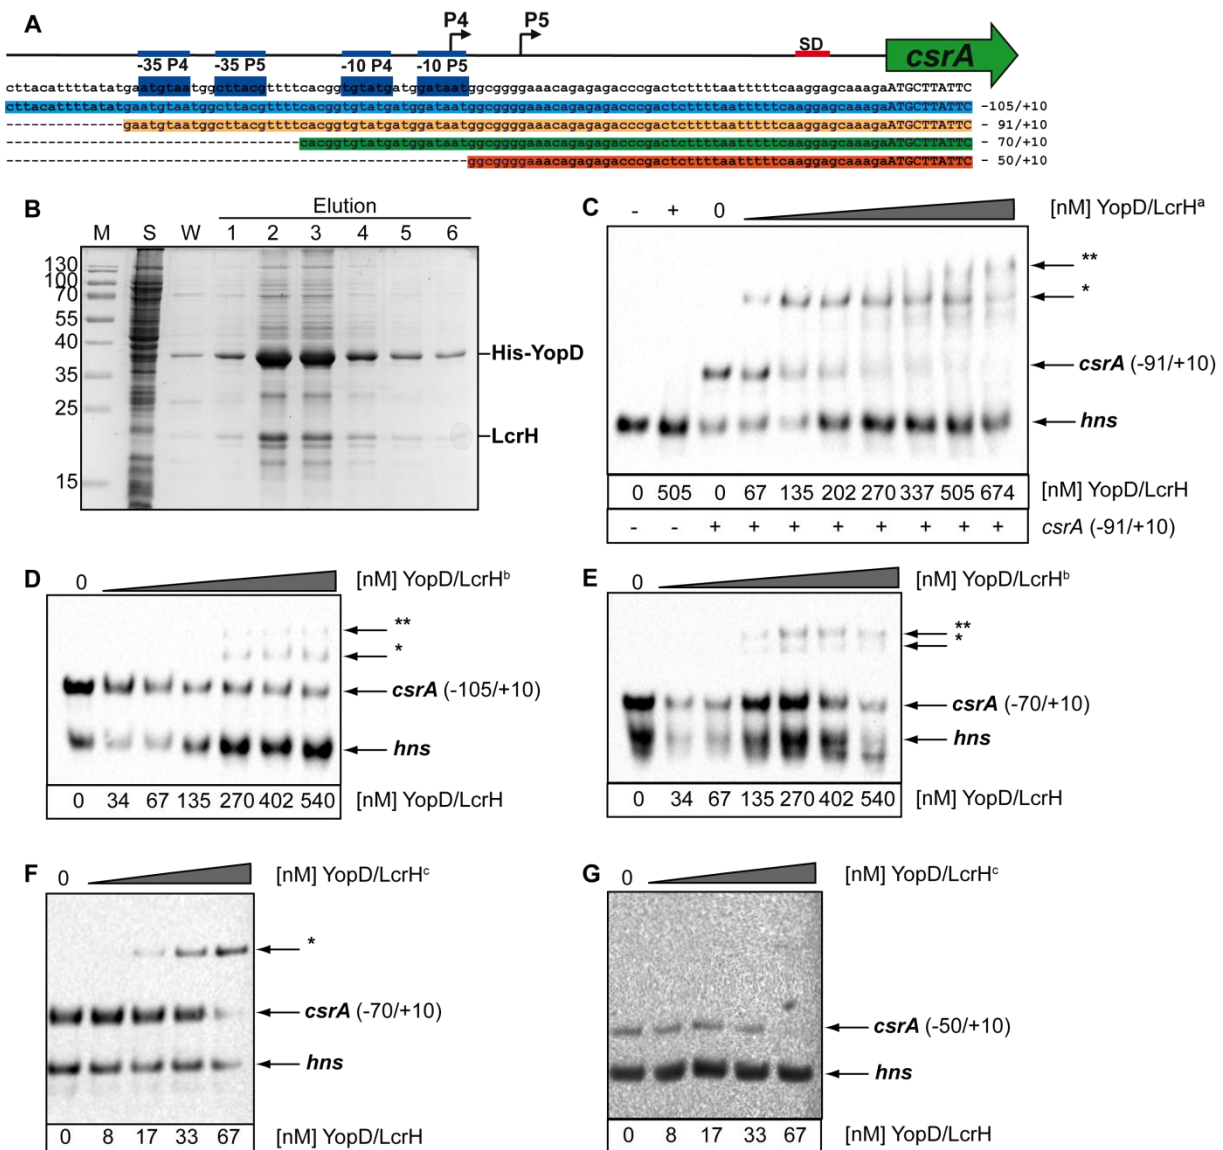 A
P4 P5
-35 P4 -35 P5 -10 P4 -10 P5 SD csrA
cttacattttatatgaatgtaatggcttacgttttcacggtgtatgatggataatggcggggaaacagagagacccgactcttttaatttttcaaggagcaaagaATGCTTATTC
cttacattttatatgaatgtaatggcttacgttttcacggtgtatgatggataatggcggggaaacagagagacccgactcttttaatttttcaaggagcaaagaATGCTTATTC -105/+10
gaatgtaatggcttacgttttcacggtgtatgatggataatggcggggaaacagagagacccgactcttttaatttttcaaggagcaaagaATGCTTATTC - 91/+10
cacggtgtatgatggataatggcggggaaacagagagacccgactcttttaatttttcaaggagcaaagaATGCTTATTC - 70/+10
ggcggggaaacagagagacccgactcttttaatttttcaaggagcaaagaATGCTTATTC - 50/+10
B
Elution
M S W 1 2 3 4 5 6
130
100
70
55
40
35
25
15
His-YopD
LcrH
C
- + 0 [nM] YopD/LcrHᵃ
**
*
csrA (-91/+10)
hns
0 505 0 67 135 202 270 337 505 674 [nM] YopD/LcrH
- - + + + + + + + + csrA (-91/+10)
D
0 [nM] YopD/LcrHᵇ
**
*
csrA (-105/+10)
hns
0 34 67 135 270 402 540 [nM] YopD/LcrH
E
0 [nM] YopD/LcrHᵇ
**
*
csrA (-70/+10)
hns
0 34 67 135 270 402 540 [nM] YopD/LcrH
F
0 [nM] YopD/LcrHᶜ
*
csrA (-70/+10)
hns
0 8 17 33 67 [nM] YopD/LcrH
G
0 [nM] YopD/LcrHᶜ
csrA (-50/+10)
hns
0 8 17 33 67 [nM] YopD/LcrH